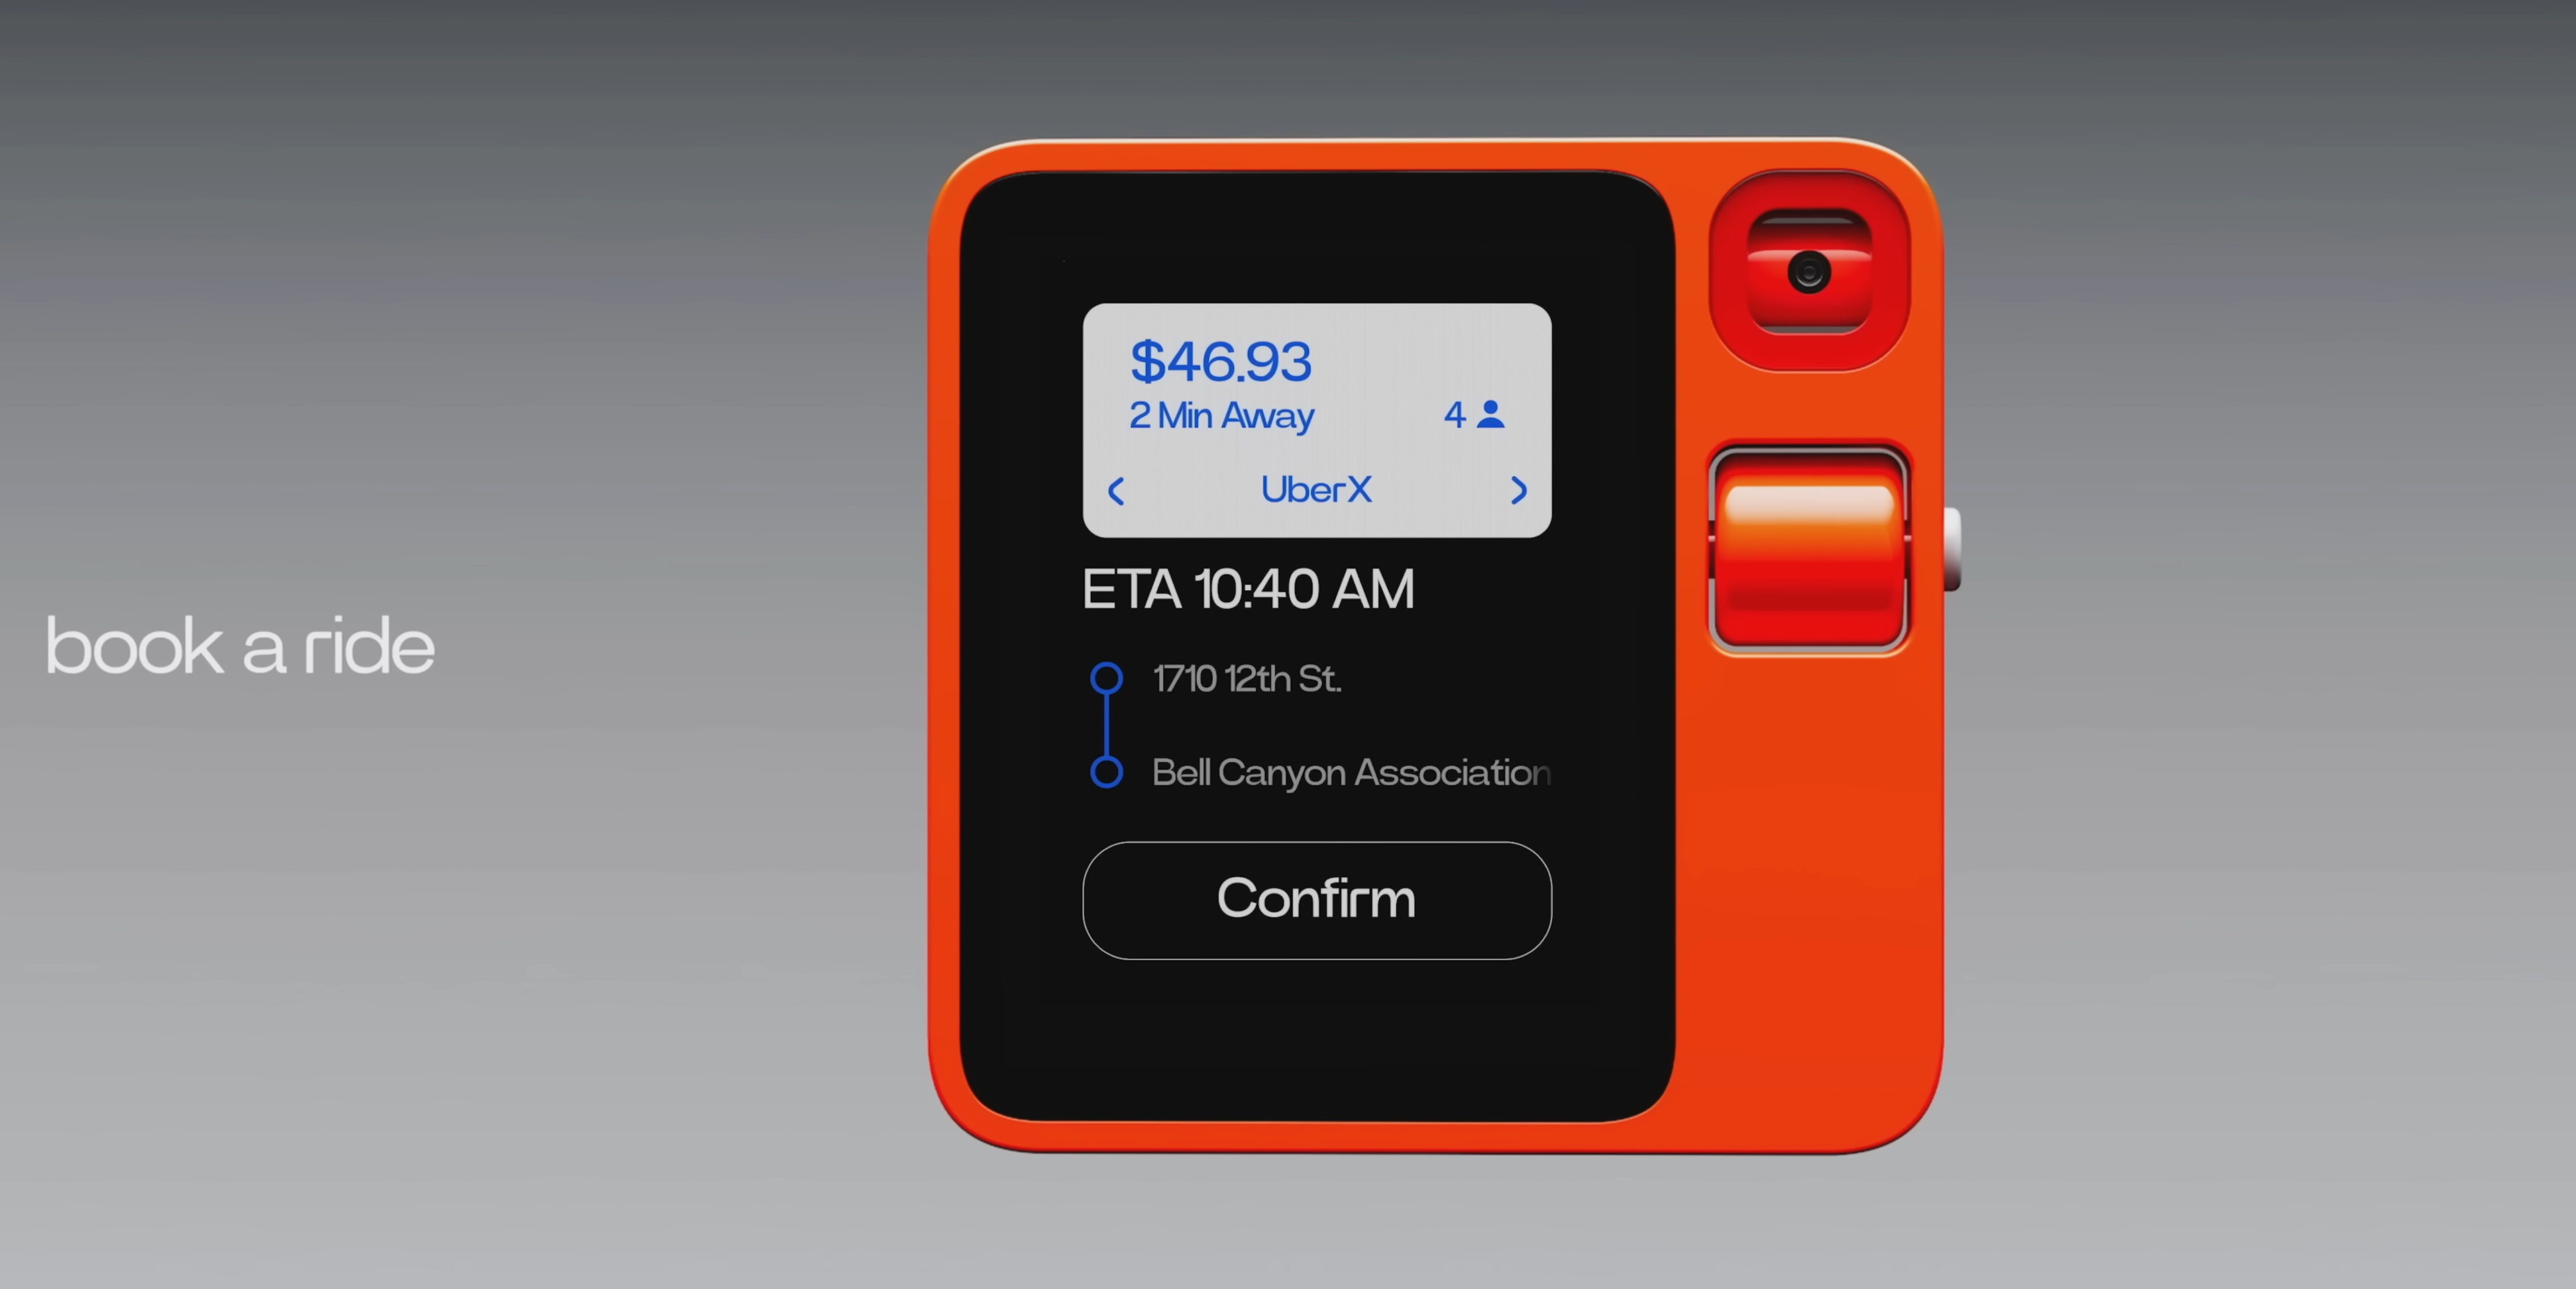 book a ride
$46.93
2 Min Away 4
UberX
ETA 10:40 AM
1710 12th St.
Bell Canyon Association
Confirm